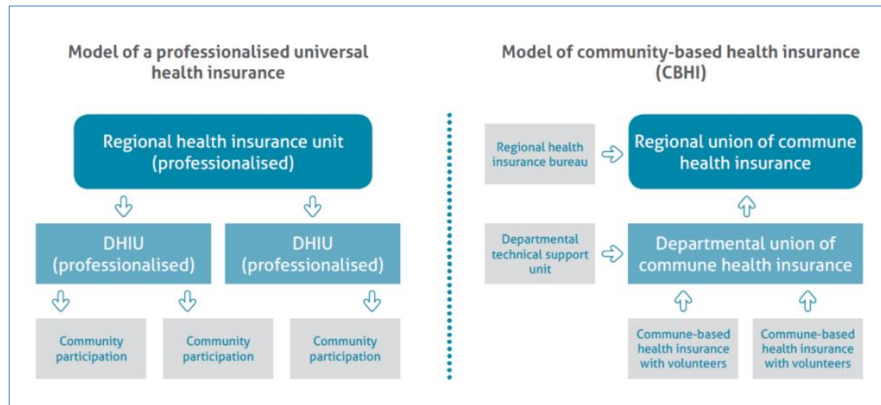 Model of a professionalised universal
health insurance
Regional health insurance unit
(professionalised)
DHIU
(professionalised)
DHIU
(professionalised)
Community
participation
Community
participation
Community
participation
Model of community-based health insurance
(CBHI)
Regional health
insurance bureau
Regional union of commune
health insurance
Departmental
technical support
unit
Departmental union of
commune health insurance
Commune-based
health insurance
with volunteers
Commune-based
health insurance
with volunteers